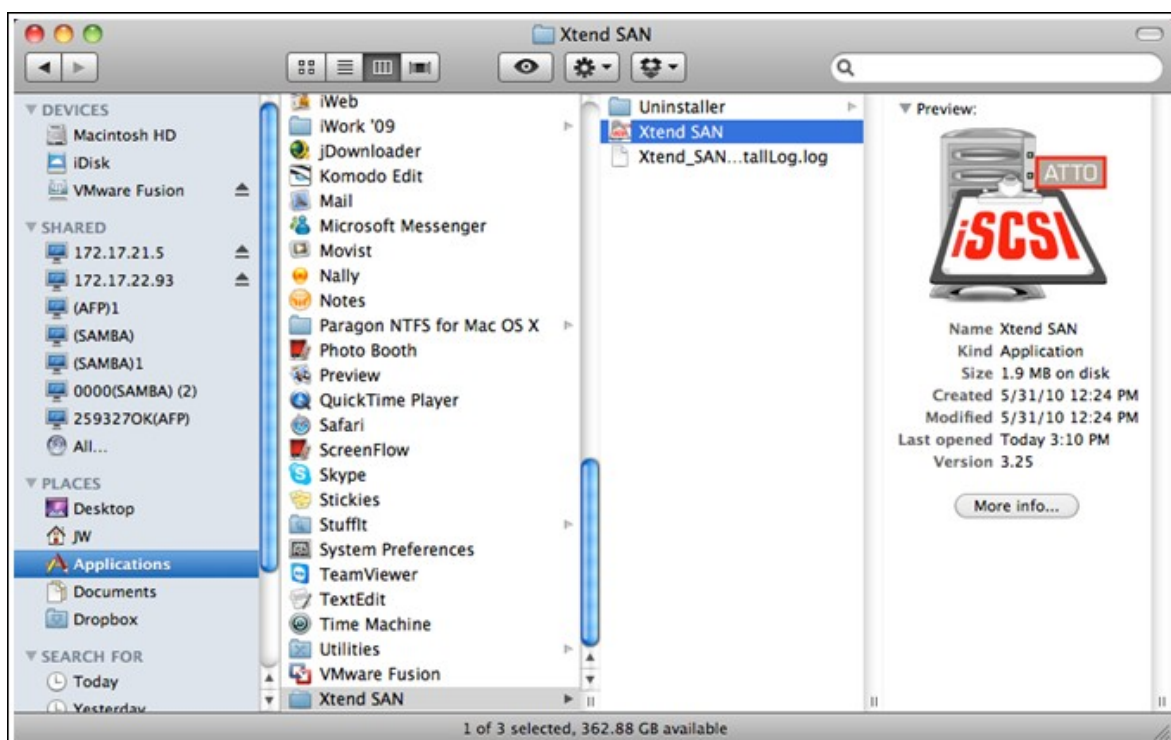 Xtend SAN
DEVICES
Macintosh HD
iDisk
VMware Fusion
SHARED
172.17.21.5
172.17.22.93
(AFP)1
(SAMBA)
(SAMBA)1
0000(SAMBA) (2)
259327OK(AFP)
All...
PLACES
Desktop
JW
Applications
Documents
Dropbox
SEARCH FOR
Today
Yesterday
iWeb
iWork '09
jDownloader
Komodo Edit
Mail
Microsoft Messenger
Movist
Nally
Notes
Paragon NTFS for Mac OS X
Photo Booth
Preview
QuickTime Player
Safari
ScreenFlow
Skype
Stickies
StuffIt
System Preferences
TeamViewer
TextEdit
Time Machine
Utilities
VMware Fusion
Xtend SAN
Uninstaller
Xtend SAN
Xtend_SAN...tallLog.log
Preview:
ATTO
iSCSI
Name Xtend SAN
Kind Application
Size 1.9 MB on disk
Created 5/31/10 12:24 PM
Modified 5/31/10 12:24 PM
Last opened Today 3:10 PM
Version 3.25
More info...
1 of 3 selected, 362.88 GB available